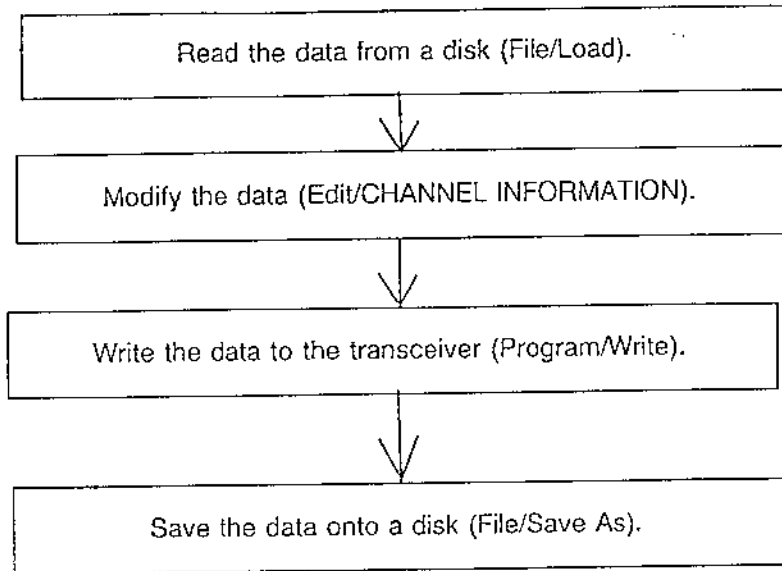 Read the data from a disk (File/Load).
Modify the data (Edit/CHANNEL INFORMATION).
Write the data to the transceiver (Program/Write).
Save the data onto a disk (File/Save As).